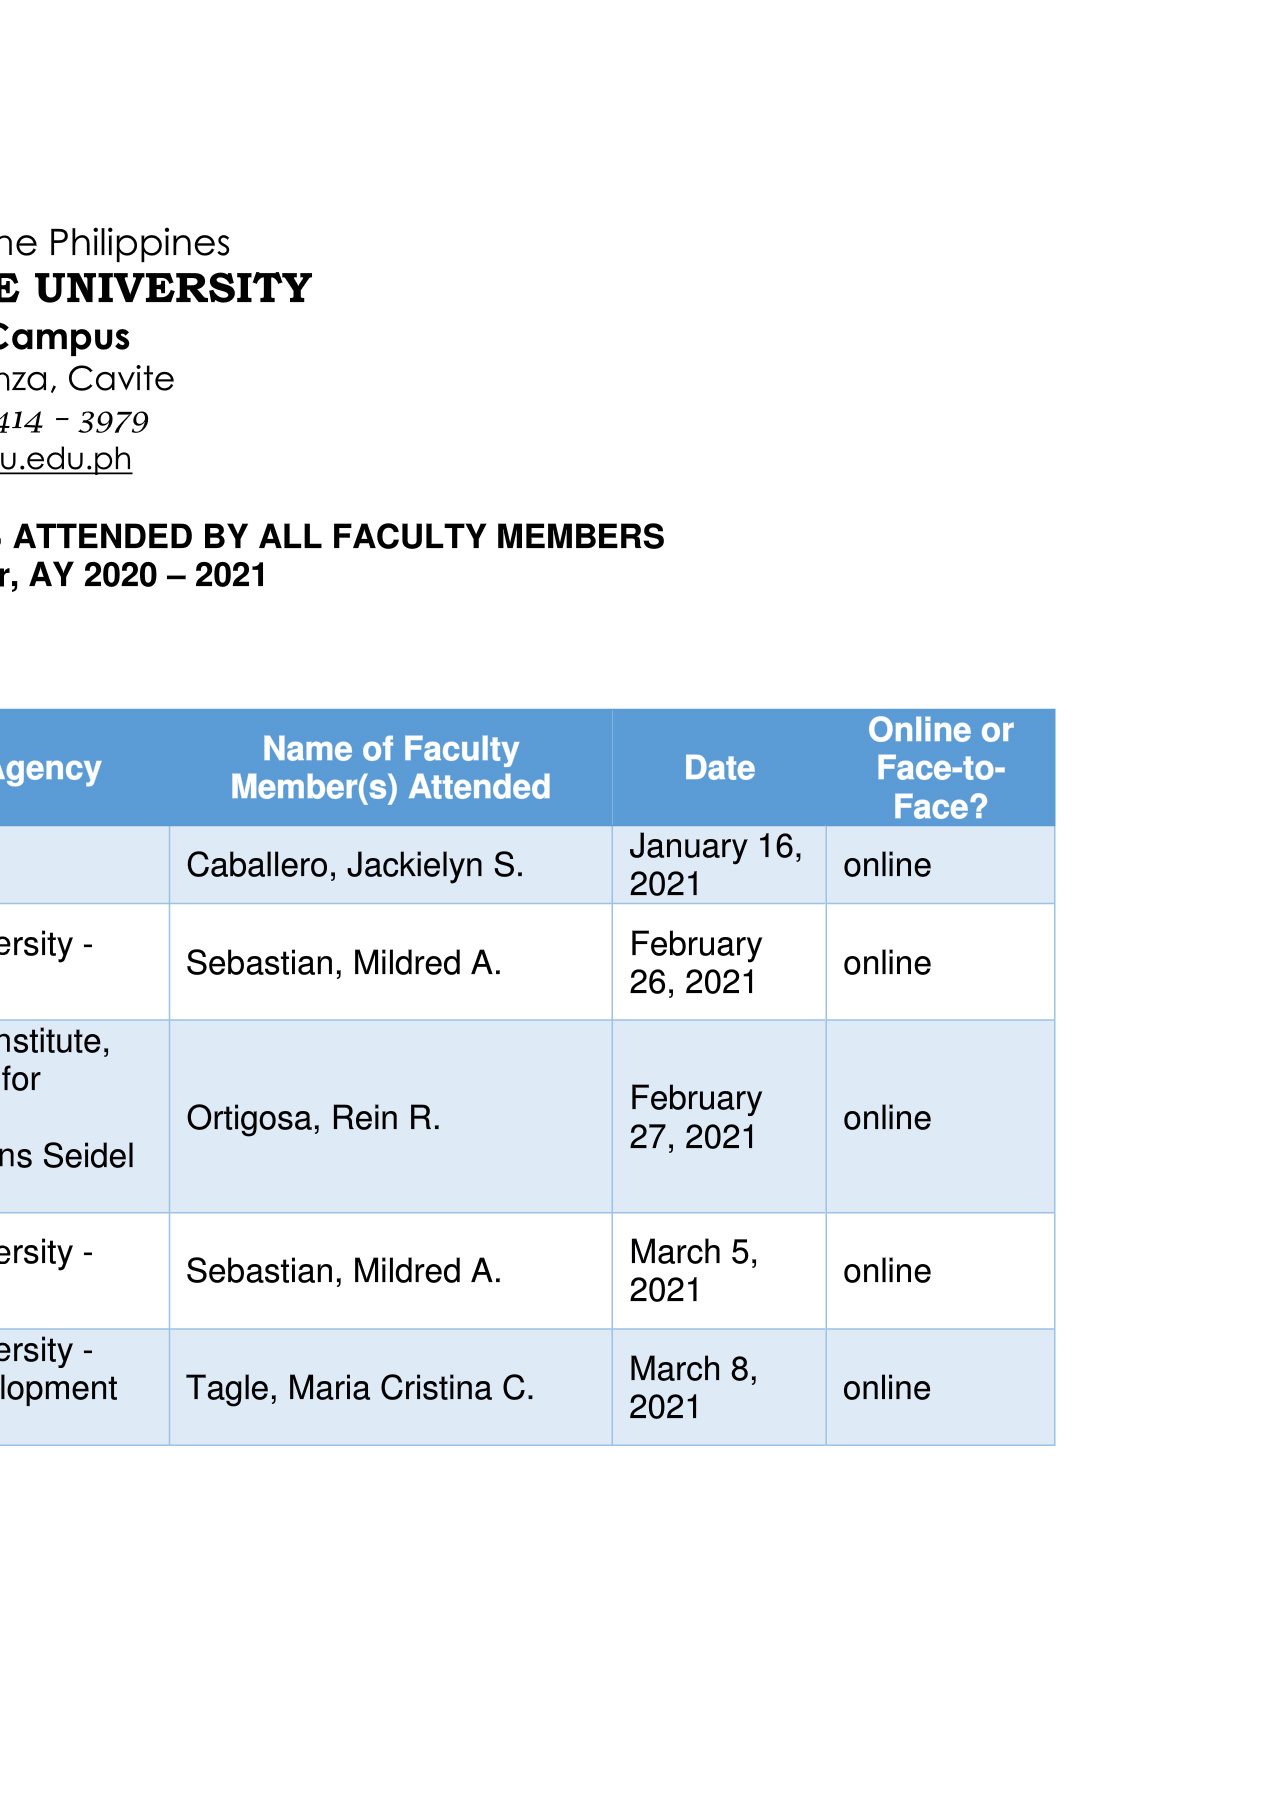 Philippines
UNIVERSITY
Campus
Cavite
414 – 3979
u.edu.ph
ATTENDED BY ALL FACULTY MEMBERS
AY 2020 – 2021
Agency
Name of Faculty
Member(s) Attended
Date
Online or
Face-to-
Face?
Caballero, Jackielyn S.
January 16,
2021
online
ersity -
Sebastian, Mildred A.
February
26, 2021
online
nstitute,
for
ns Seidel
Ortigosa, Rein R.
February
27, 2021
online
ersity -
Sebastian, Mildred A.
March 5,
2021
online
ersity -
lopment
Tagle, Maria Cristina C.
March 8,
2021
online